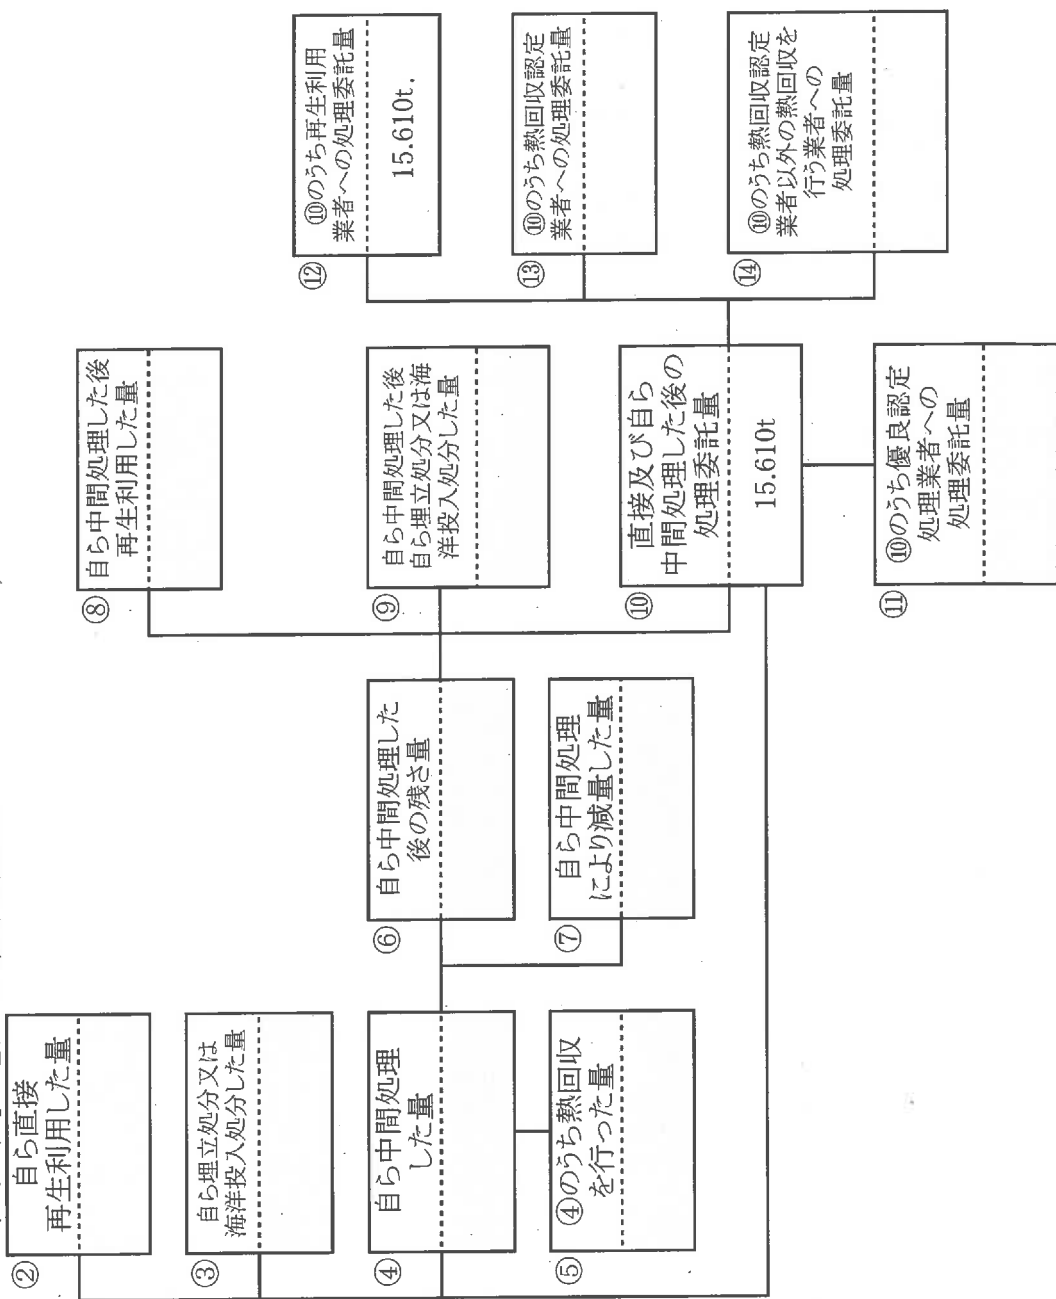 ②
自ら直接
再生利用した量
③
自ら埋立処分又は
海洋投入処分した量
④
自ら中間処理
した量
⑤
④のうち熱回収
を行った量
⑥
自ら中間処理した
後の残さ量
⑦
自ら中間処理
により減量した量
⑧
自ら中間処理した後
再生利用した量
⑨
自ら中間処理した後
自ら埋立処分又は海
洋投入処分した量
⑩
直接及び自ら
中間処理した後の
処理委託量
15.610t
⑪
⑩のうち優良認定
処理業者への
処理委託量
⑫
⑩のうち再生利用
業者への処理委託量
15.610t.
⑬
⑩のうち熱回収認定
業者への処理委託量
⑭
⑩のうち熱回収認定
業者以外の熱回収を
行う業者への
処理委託量